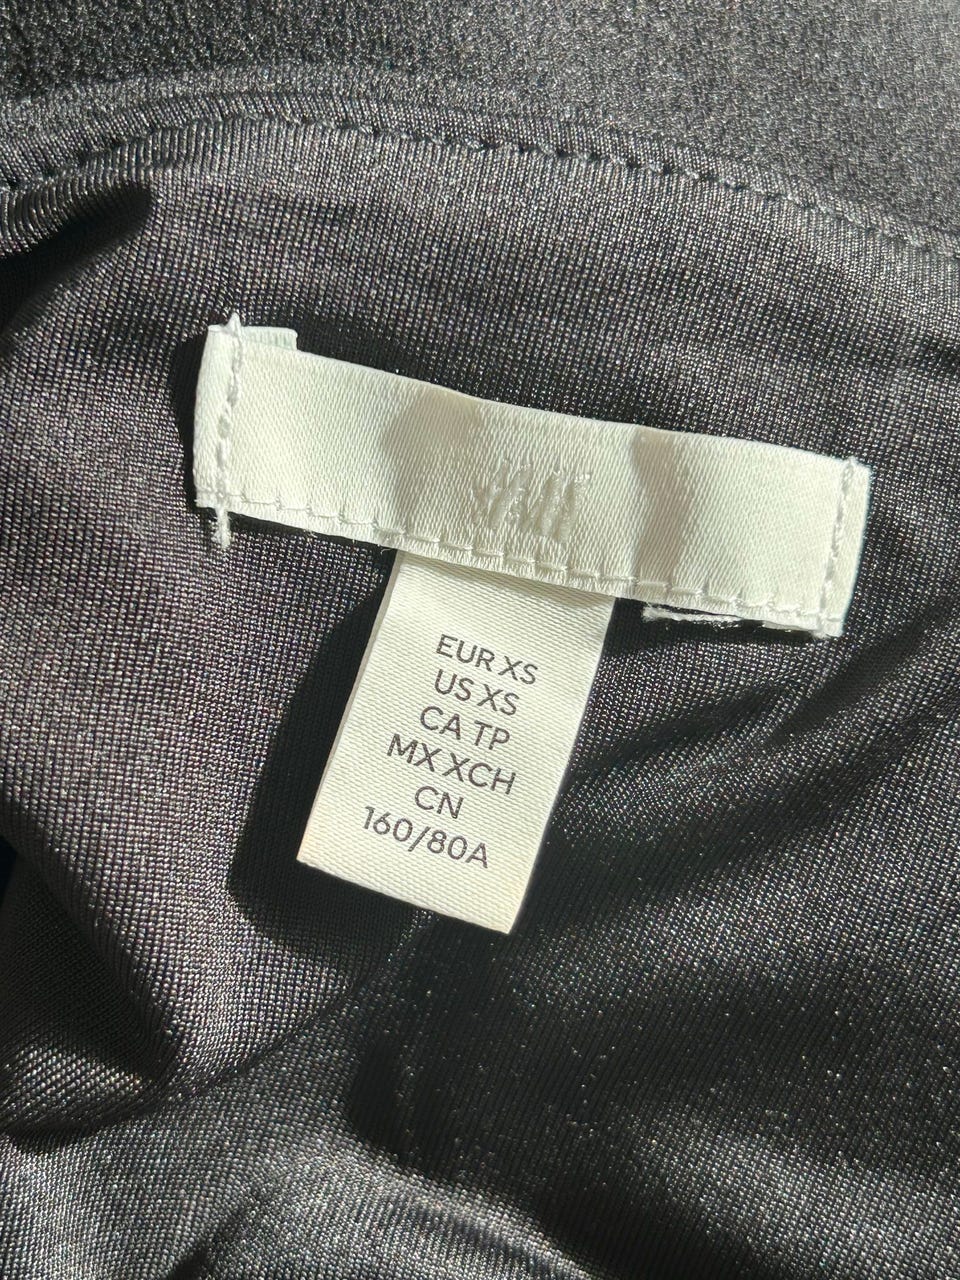 H&M
EUR XS
US XS
CA TP
MX XCH
CN
160/80A